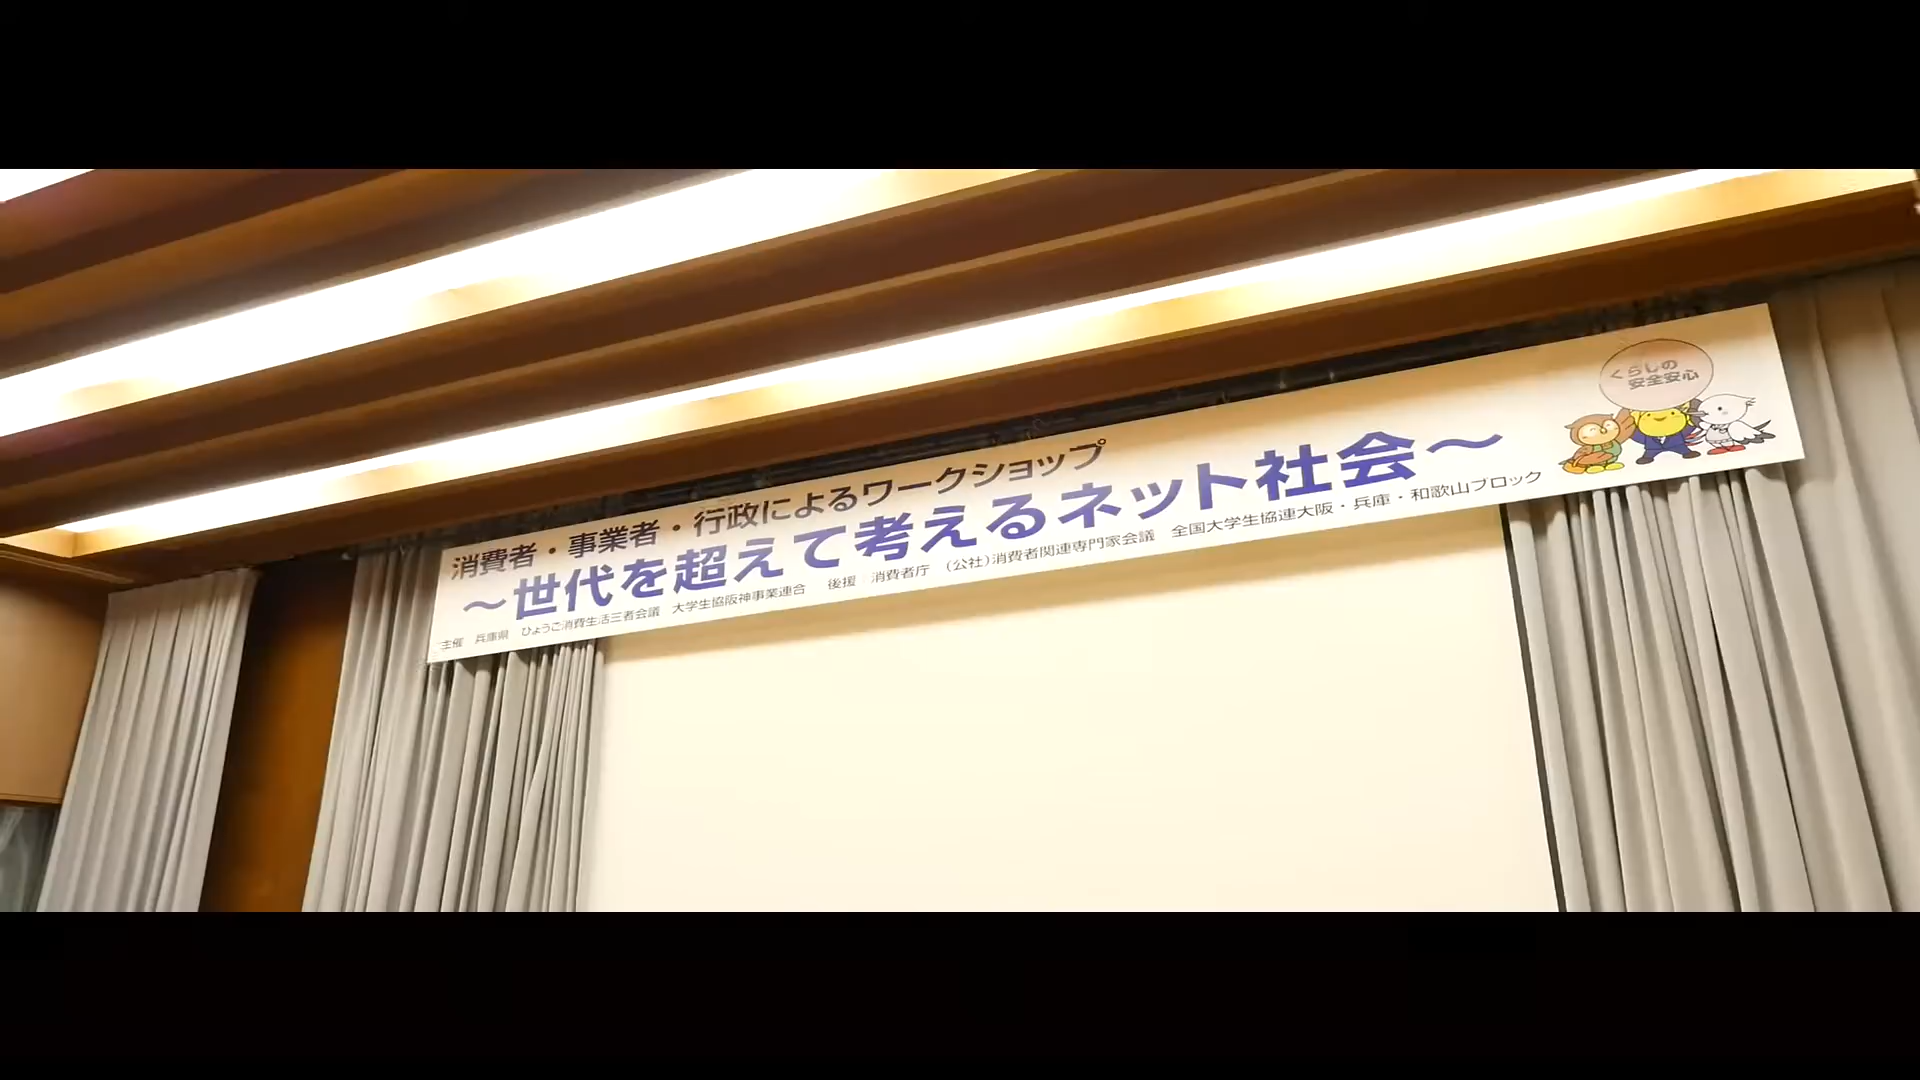 消費者・事業者・行政によるワークショップ
～世代を超えて考えるネット社会～
主催　兵庫県　ひょうご消費生活三者会議　大学生協阪神事業連合　後援　消費者庁　(公社)消費者関連専門家会議　全国大学生協連大阪・兵庫・和歌山ブロック
くらしの
安全安心